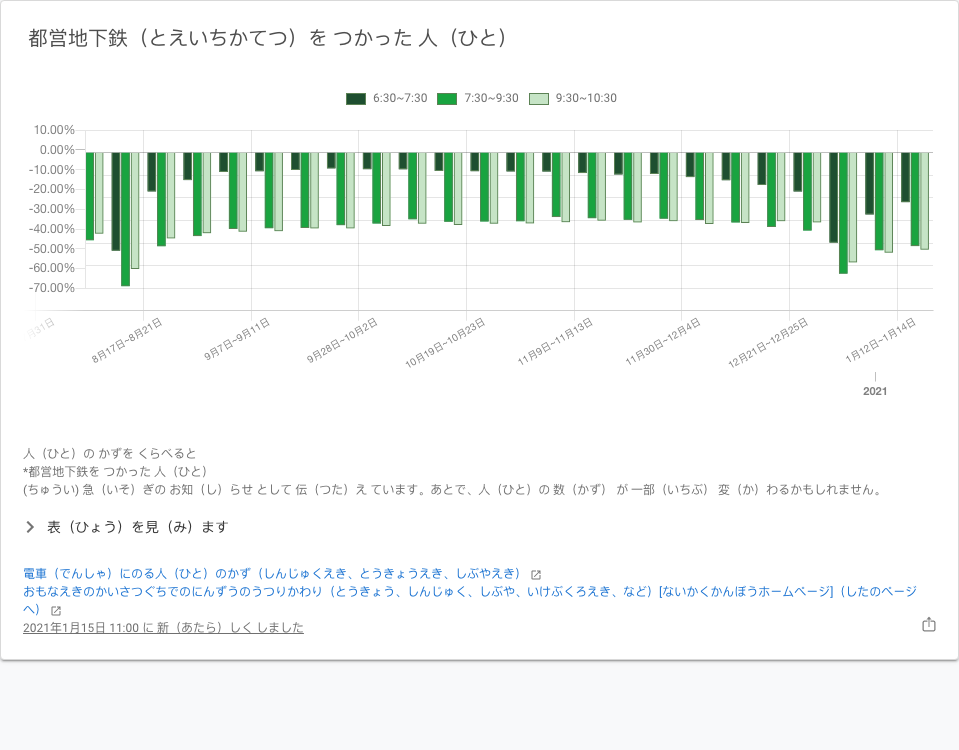 都営地下鉄（とえいちかてつ）を つかった 人（ひと）
6:30~7:30 7:30~9:30 9:30~10:30
10.00%
0.00%
-10.00%
-20.00%
-30.00%
-40.00%
-50.00%
-60.00%
-70.00%
31日 8月17日~8月21日 9月7日~9月11日 9月28日~10月2日 10月19日~10月23日 11月9日~11月13日 11月30日~12月4日 12月21日~12月25日 1月12日~1月14日
2021
人（ひと）の かずを くらべると
*都営地下鉄を つかった 人（ひと）
(ちゅうい) 急（いそ）ぎの お知（し）らせ として 伝（つた）え ています。あとで、人（ひと）の 数（かず） が 一部（いちぶ） 変（か）わるかもしれません。
表（ひょう）を見（み）ます
電車（でんしゃ）にのる人（ひと）のかず（しんじゅくえき、とうきょうえき、しぶやえき）
おもなえきのかいさつぐちでのにんずうのうつりかわり（とうきょう、しんじゅく、しぶや、いけぶくろえき、など）[ないかくかんぼうホームページ]（したのページ
へ）
2021年1月15日 11:00 に 新（あたら）しく しました